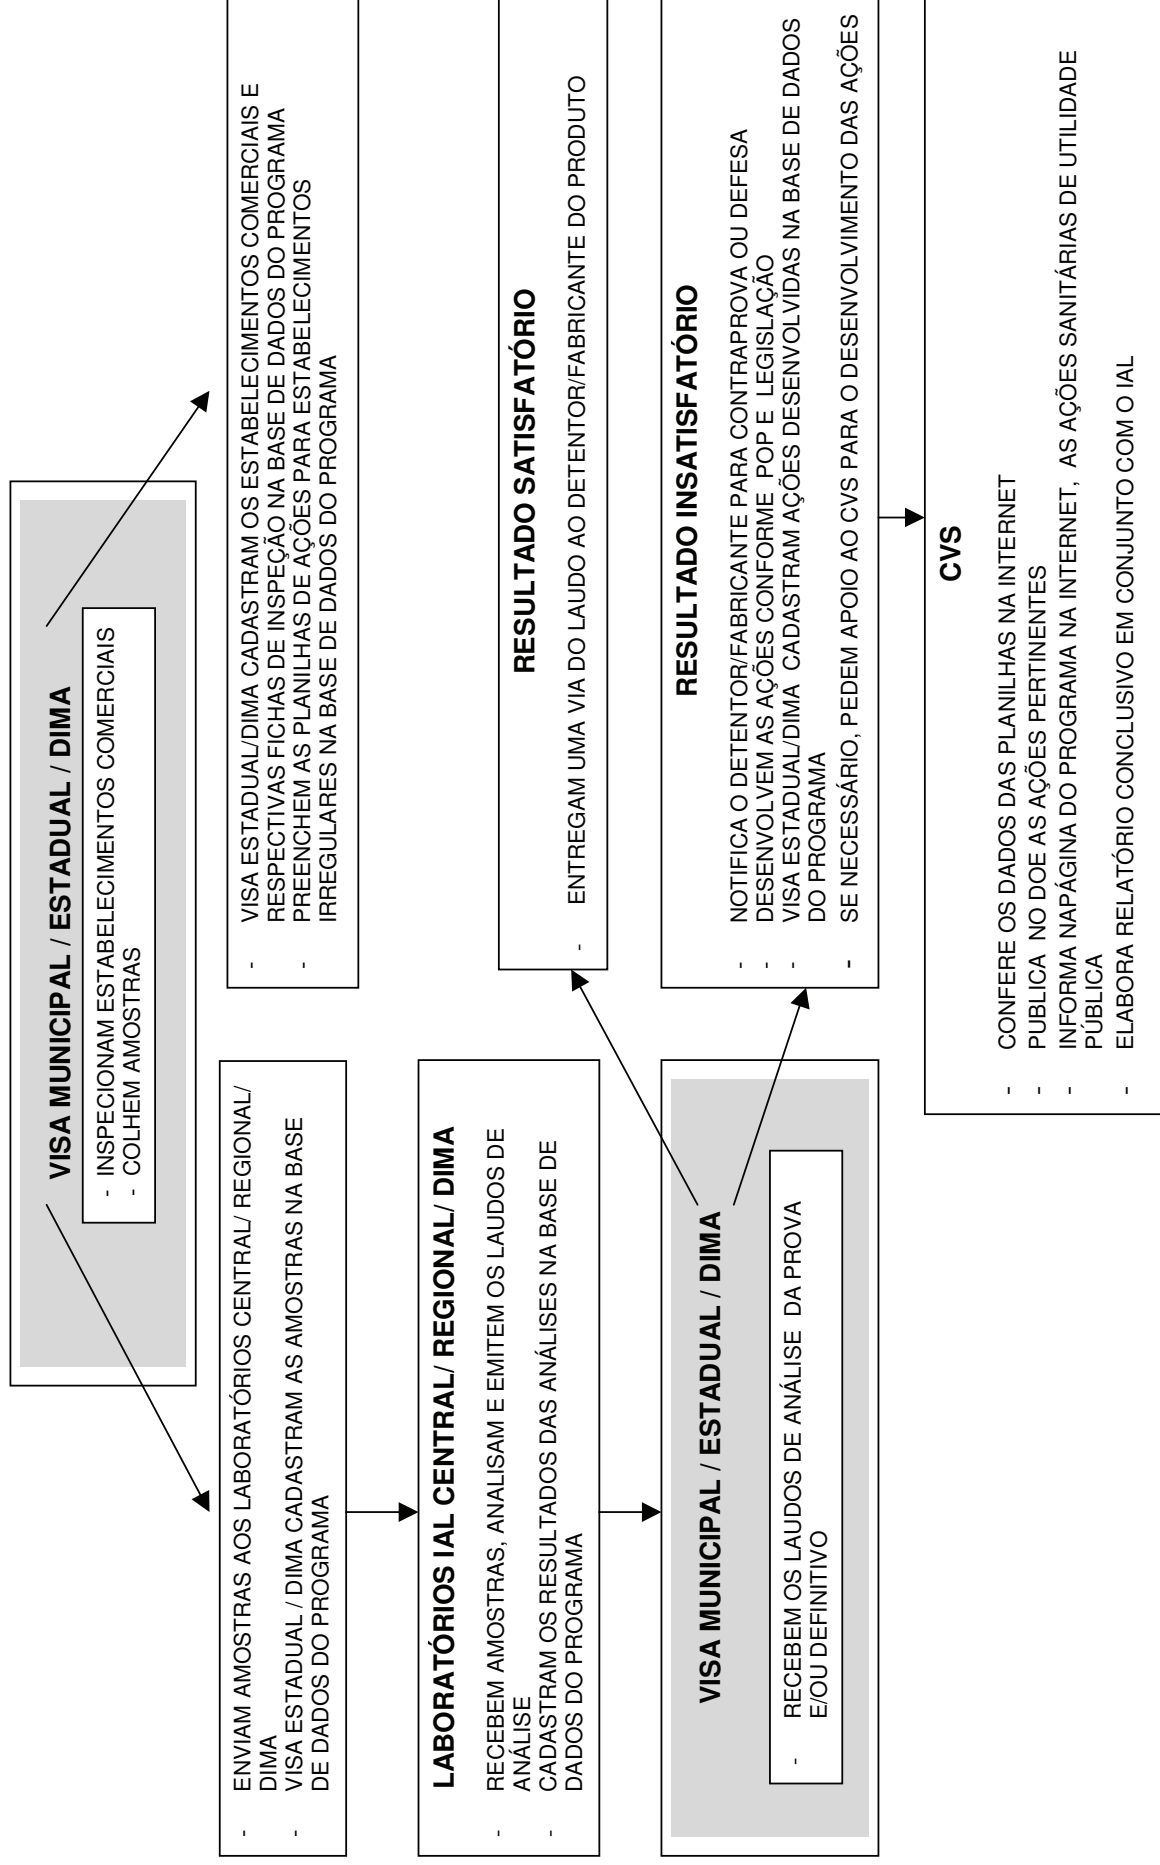 VISA MUNICIPAL / ESTADUAL / DIMA
- INSPECIONAM ESTABELECIMENTOS COMERCIAIS
- COLHEM AMOSTRAS
- ENVIAM AMOSTRAS AOS LABORATÓRIOS CENTRAL/ REGIONAL/
DIMA
- VISA ESTADUAL / DIMA CADASTRAM AS AMOSTRAS NA BASE
DE DADOS DO PROGRAMA
- VISA ESTADUAL/DIMA CADASTRAM OS ESTABELECIMENTOS COMERCIAIS E
RESPECTIVAS FICHAS DE INSPEÇÃO NA BASE DE DADOS DO PROGRAMA
- PREENCHEM AS PLANILHAS DE AÇÕES PARA ESTABELECIMENTOS
IRREGULARES NA BASE DE DADOS DO PROGRAMA
LABORATÓRIOS IAL CENTRAL/ REGIONAL/ DIMA
- RECEBEM AMOSTRAS, ANALISAM E EMITEM OS LAUDOS DE
ANÁLISE
- CADASTRAM OS RESULTADOS DAS ANÁLISES NA BASE DE
DADOS DO PROGRAMA
VISA MUNICIPAL / ESTADUAL / DIMA
- RECEBEM OS LAUDOS DE ANÁLISE DA PROVA
E/OU DEFINITIVO
RESULTADO SATISFATÓRIO
- ENTREGAM UMA VIA DO LAUDO AO DETENTOR/FABRICANTE DO PRODUTO
RESULTADO INSATISFATÓRIO
- NOTIFICA O DETENTOR/FABRICANTE PARA CONTRAPROVA OU DEFESA
- DESENVOLVEM AS AÇÕES CONFORME POP E LEGISLAÇÃO
- VISA ESTADUAL/DIMA CADASTRAM AÇÕES DESENVOLVIDAS NA BASE DE DADOS
DO PROGRAMA
- SE NECESSÁRIO, PEDEM APOIO AO CVS PARA O DESENVOLVIMENTO DAS AÇÕES
CVS
- CONFERE OS DADOS DAS PLANILHAS NA INTERNET
- PUBLICA NO DOE AS AÇÕES PERTINENTES
- INFORMA NAPÁGINA DO PROGRAMA NA INTERNET, AS AÇÕES SANITÁRIAS DE UTILIDADE
PÚBLICA
- ELABORA RELATÓRIO CONCLUSIVO EM CONJUNTO COM O IAL